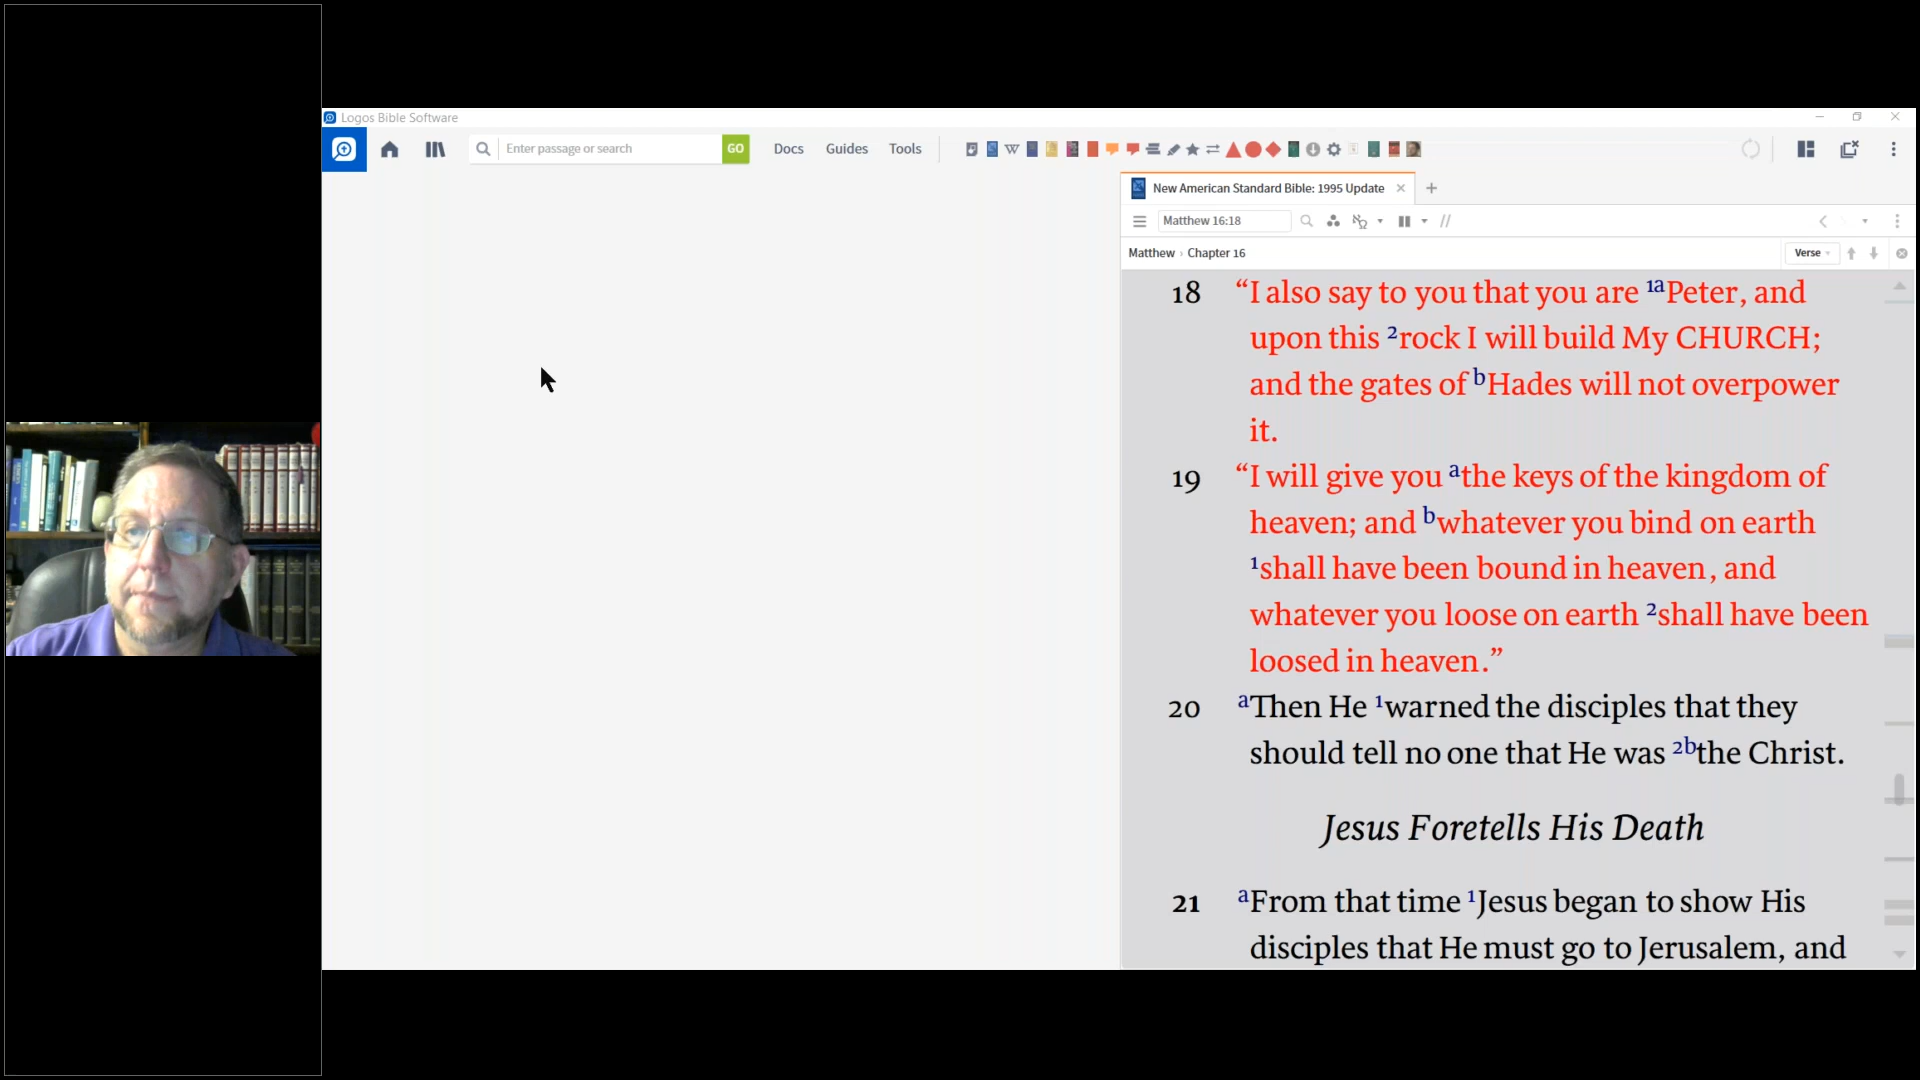 Logos Bible Software
Enter passage or search
GO
Docs
Guides
Tools
New American Standard Bible: 1995 Update
Matthew 16:18
Matthew › Chapter 16
Verse
18 “I also say to you that you are 1aPeter, and
upon this 2rock I will build My CHURCH;
and the gates of bHades will not overpower
it.
19 “I will give you athe keys of the kingdom of
heaven; and bwhatever you bind on earth
1shall have been bound in heaven, and
whatever you loose on earth 2shall have been
loosed in heaven.”
20 aThen He 1warned the disciples that they
should tell no one that He was 2bthe Christ.
Jesus Foretells His Death
21 aFrom that time 1Jesus began to show His
disciples that He must go to Jerusalem, and